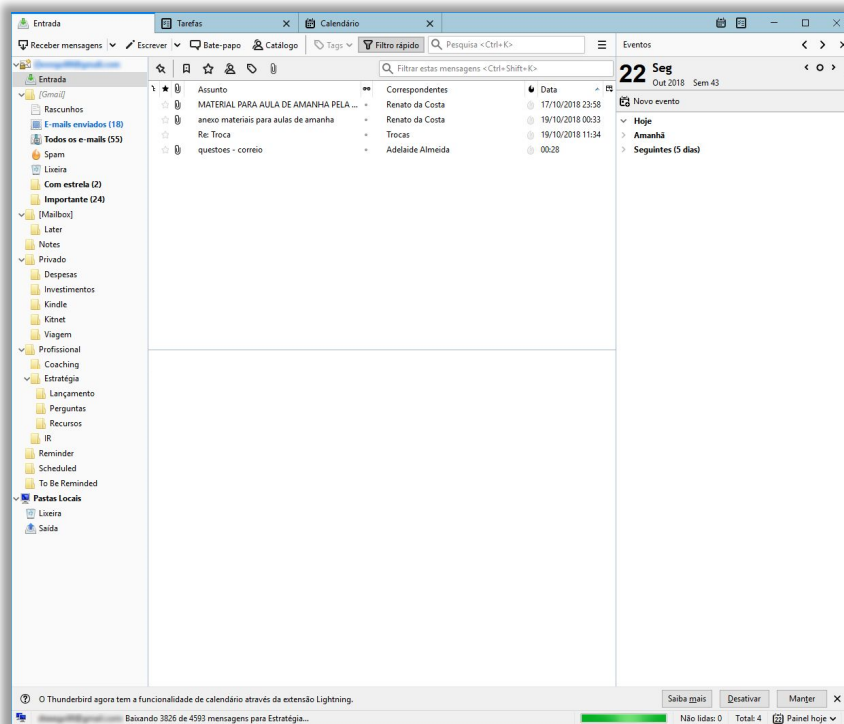 Entrada
Tarefas
Calendário
Receber mensagens
Escrever
Bate-papo
Catálogo
Tags
Filtro rápido
Pesquisa <Ctrl+K>
Eventos
22 Seg
Out 2018 Sem 43
Novo evento
Hoje
Amanhã
Seguintes (5 dias)
Filtrar estas mensagens <Ctrl+Shift+K>
Assunto Correspondentes Data
MATERIAL PARA AULA DE AMANHA PELA ... Renato da Costa 17/10/2018 23:58
anexo materiais para aulas de amanha Renato da Costa 19/10/2018 00:33
Re: Troca Trocas 19/10/2018 11:34
questoes - correio Adelaide Almeida 00:28
Entrada
[Gmail]
Rascunhos
E-mails enviados (18)
Todos os e-mails (55)
Spam
Lixeira
Com estrela (2)
Importante (24)
[Mailbox]
Later
Notes
Privado
Despesas
Investimentos
Kindle
Kitnet
Viagem
Profissional
Coaching
Estratégia
Lançamento
Perguntas
Recursos
IR
Reminder
Scheduled
To Be Reminded
Pastas Locais
Lixeira
Saída
O Thunderbird agora tem a funcionalidade de calendário através da extensão Lightning.
Saiba mais
Desativar
Manter
Baixando 3826 de 4593 mensagens para Estratégia...
Não lidas: 0 Total: 4
22 Painel hoje